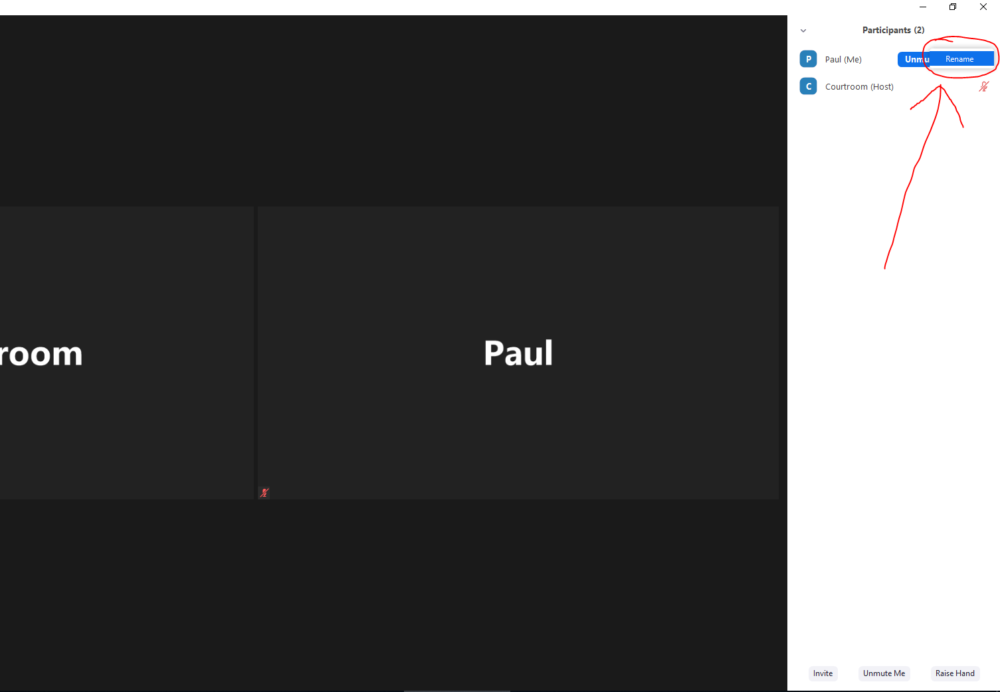 Participants (2)
P Paul (Me) Unmu Rename
C Courtroom (Host)
room
Paul
Invite Unmute Me Raise Hand